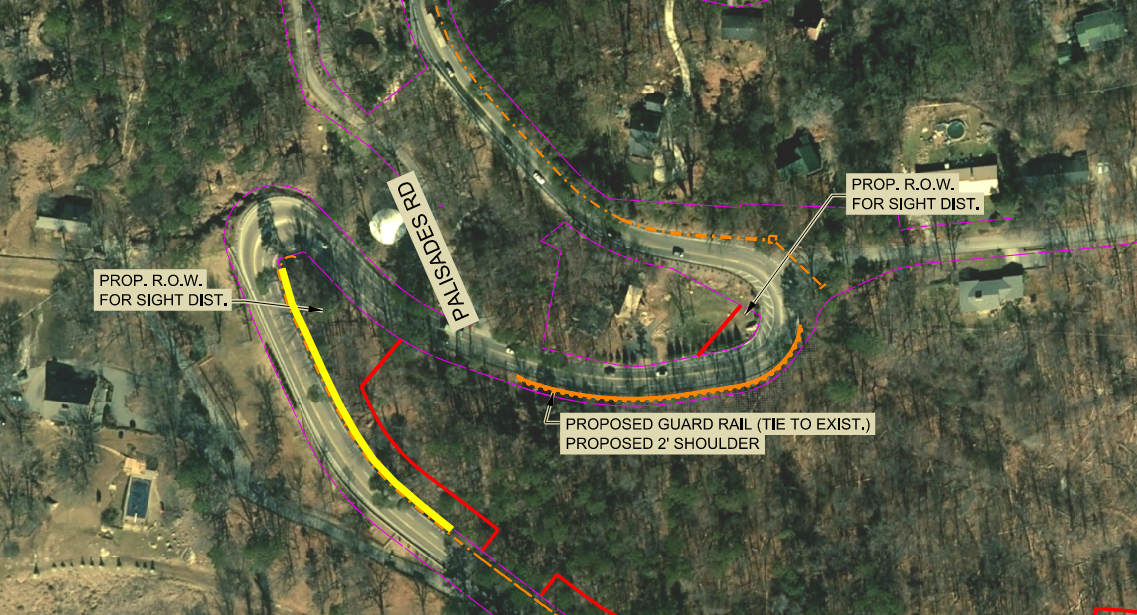 PROP. R.O.W.
FOR SIGHT DIST.
PALISADES RD
PROP. R.O.W.
FOR SIGHT DIST.
PROPOSED GUARD RAIL (TIE TO EXIST.)
PROPOSED 2' SHOULDER